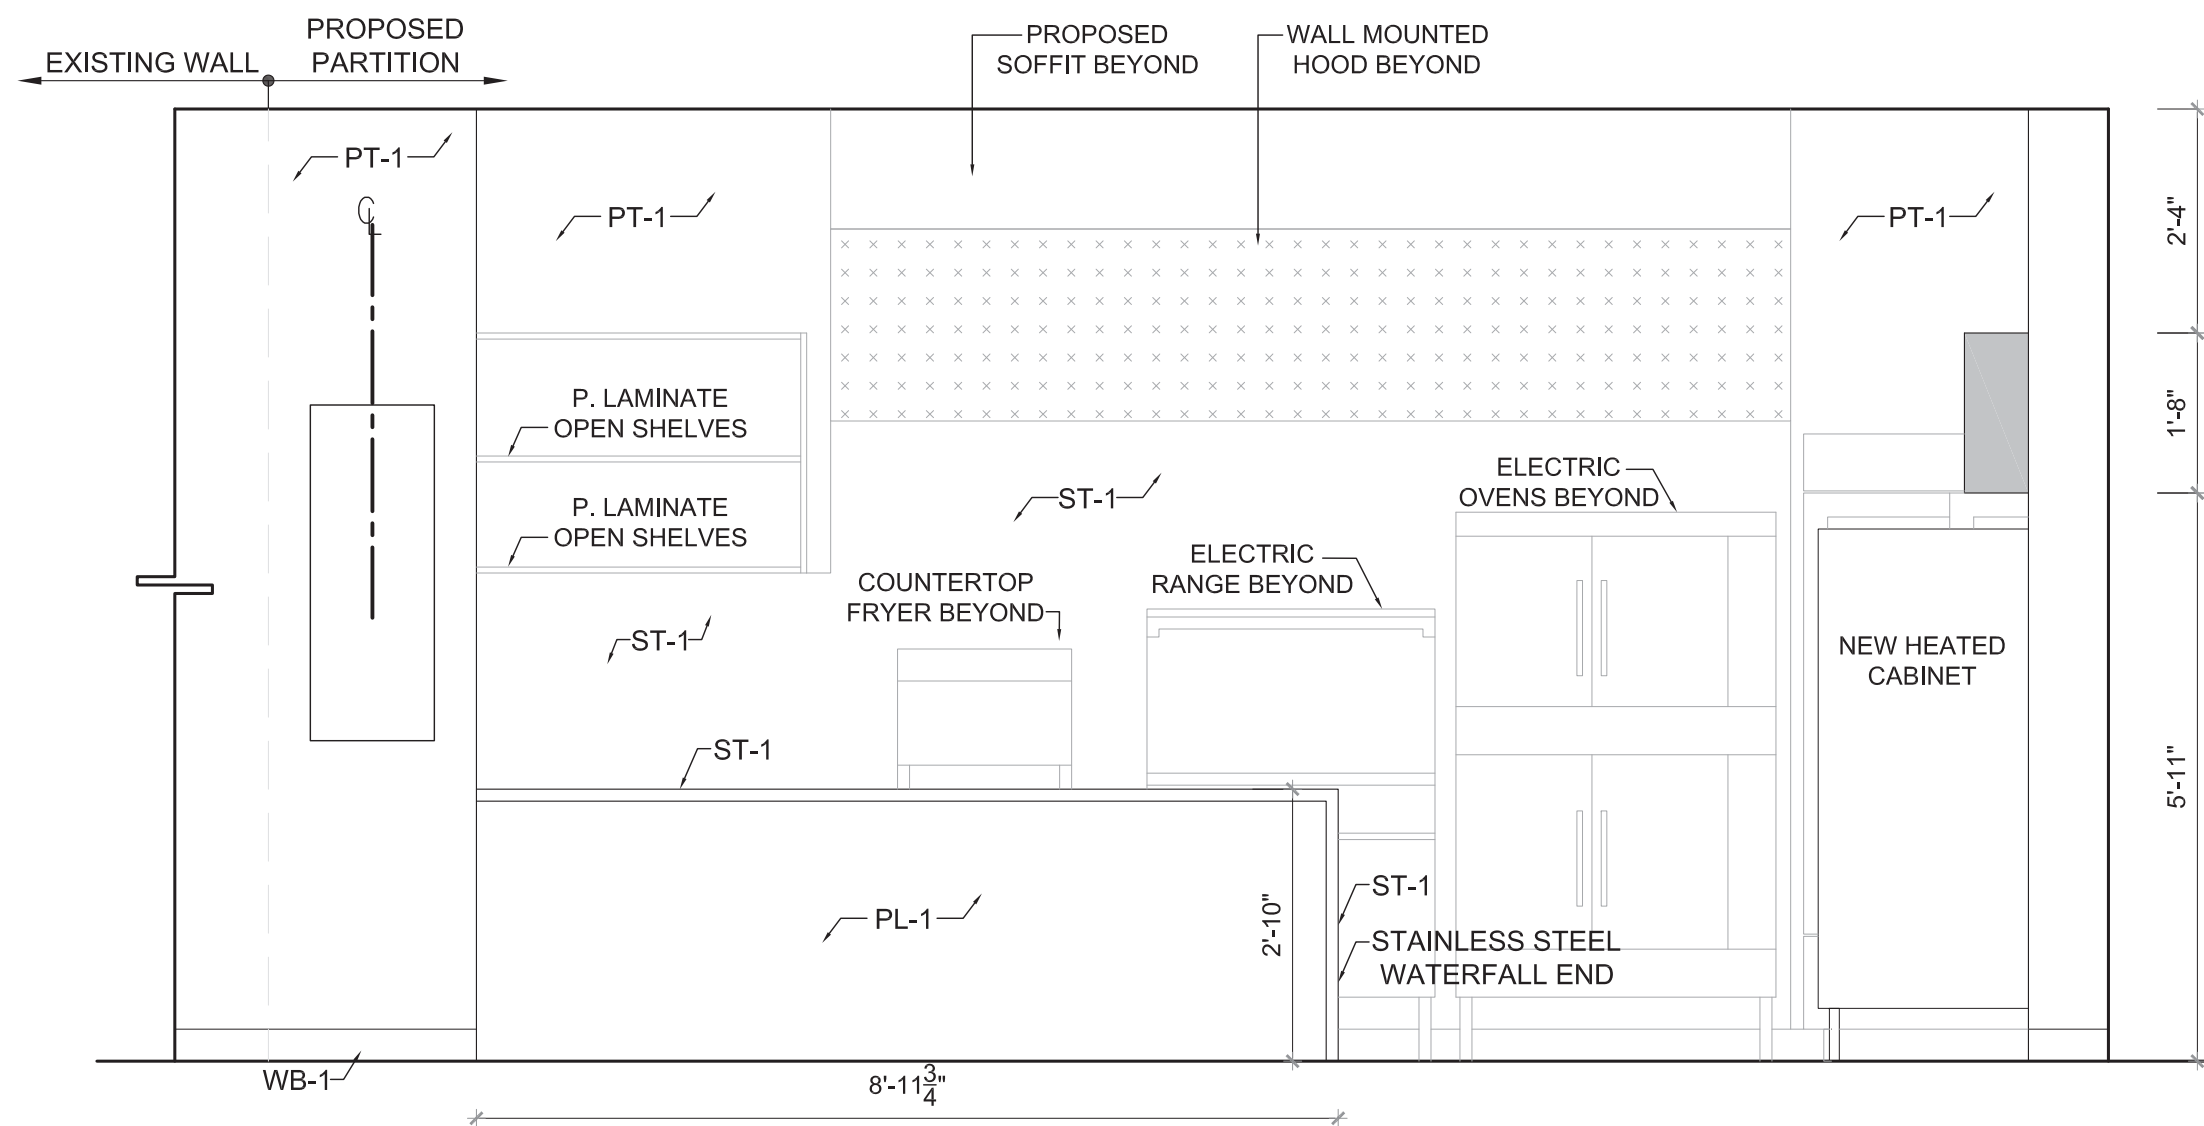 EXISTING WALL
PROPOSED
PARTITION
PROPOSED
SOFFIT BEYOND
WALL MOUNTED
HOOD BEYOND
PT-1
CL
PT-1
PT-1
2'-4"
P. LAMINATE
OPEN SHELVES
1'-8"
P. LAMINATE
OPEN SHELVES
ST-1
ELECTRIC
OVENS BEYOND
ELECTRIC
RANGE BEYOND
COUNTERTOP
FRYER BEYOND
ST-1
NEW HEATED
CABINET
ST-1
5'-11"
PL-1
2'-10"
ST-1
STAINLESS STEEL
WATERFALL END
WB-1
8'-11 3/4"